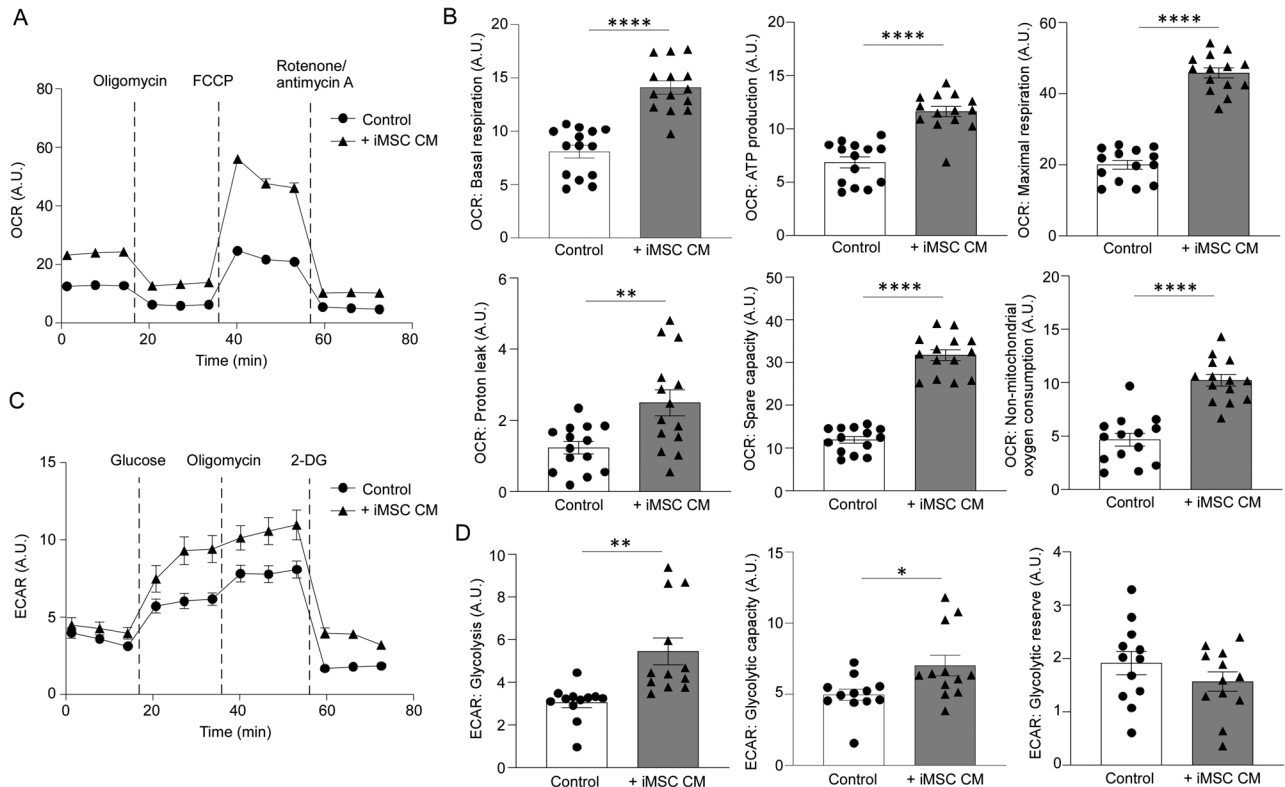 A
Oligomycin
FCCP
Rotenone/
antimycin A
Control
+ iMSC CM
OCR (A.U.)
80
60
40
20
0
0 20 40 60 80
Time (min)
B
OCR: Basal respiration (A.U.)
20
15
10
5
0
****
Control
+ iMSC CM
OCR: ATP production (A.U.)
20
15
10
5
0
****
Control
+ iMSC CM
OCR: Maximal respiration (A.U.)
60
40
20
0
****
Control
+ iMSC CM
OCR: Proton leak (A.U.)
6
4
2
0
**
Control
+ iMSC CM
OCR: Spare capacity (A.U.)
50
40
30
20
10
0
****
Control
+ iMSC CM
OCR: Non-mitochondrial
oxygen consumption (A.U.)
20
15
10
5
0
****
Control
+ iMSC CM
C
Glucose
Oligomycin
2-DG
Control
+ iMSC CM
ECAR (A.U.)
15
10
5
0
0 20 40 60 80
Time (min)
D
ECAR: Glycolysis (A.U.)
10
8
6
4
2
0
**
Control
+ iMSC CM
ECAR: Glycolytic capacity (A.U.)
15
10
5
0
*
Control
+ iMSC CM
ECAR: Glycolytic reserve (A.U.)
4
3
2
1
0
Control
+ iMSC CM